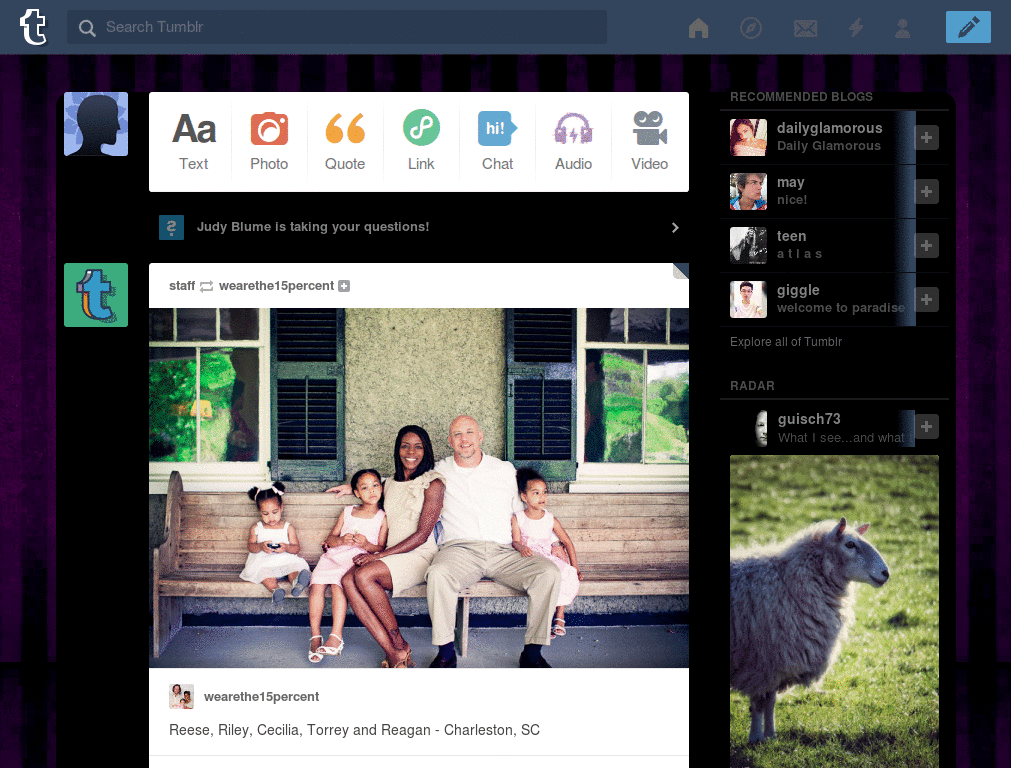 Search Tumblr
Aa
hi!
Text
Photo
Quote
Link
Chat
Audio
Video
? Judy Blume is taking your questions!
staff wearethe15percent
wearethe15percent
Reese, Riley, Cecilia, Torrey and Reagan - Charleston, SC
RECOMMENDED BLOGS
dailyglamorous
Daily Glamorous
may
nice!
teen
a t l a s
giggle
welcome to paradise
Explore all of Tumblr
RADAR
guisch73
What I see...and what